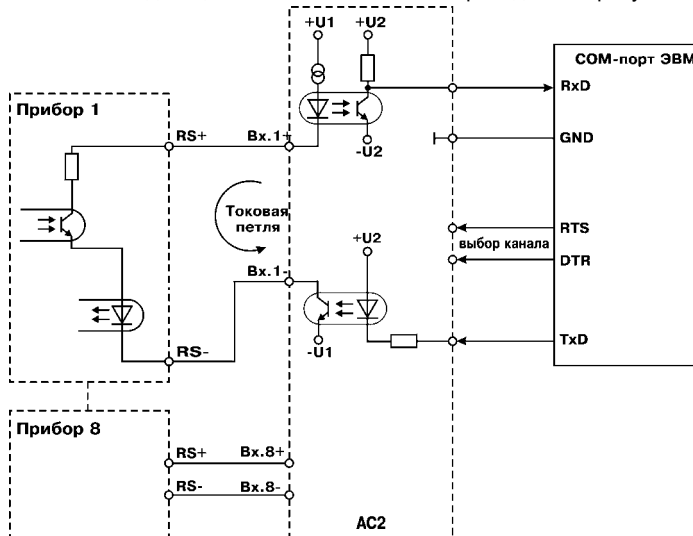 +U1
+U2
COM-порт ЭВМ
Прибор 1
RxD
RS+
Вх.1+
-U2
GND
Токовая
петля
RTS
выбор канала
+U2
DTR
Вх.1-
-U1
TxD
RS-
Прибор 8
RS+
Вх.8+
RS-
Вх.8-
АС2